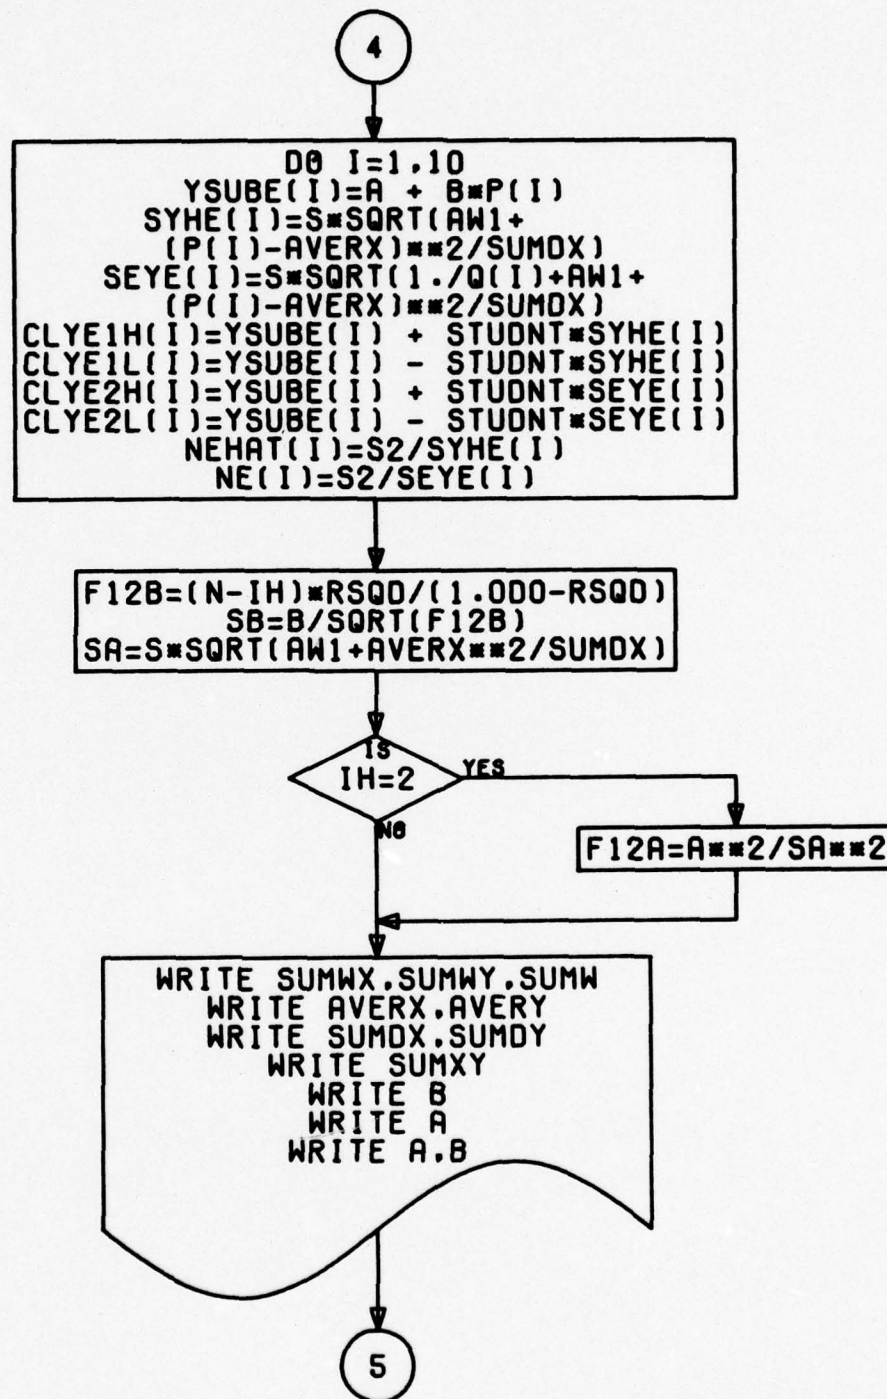 4
DO I=1,10
YSUBE(I)=A + B*P(I)
SYHE(I)=S*SQRT(AW1+
(P(I)-AVERX)**2/SUMDX)
SEYE(I)=S*SQRT(1./Q(I)+AW1+
(P(I)-AVERX)**2/SUMDX)
CLYE1H(I)=YSUBE(I) + STUDNT*SYHE(I)
CLYE1L(I)=YSUBE(I) - STUDNT*SYHE(I)
CLYE2H(I)=YSUBE(I) + STUDNT*SEYE(I)
CLYE2L(I)=YSUBE(I) - STUDNT*SEYE(I)
NEHAT(I)=S2/SYHE(I)
NE(I)=S2/SEYE(I)
F12B=(N-IH)*RSQD/(1.0D0-RSQD)
SB=B/SQRT(F12B)
SA=S*SQRT(AW1+AVERX**2/SUMDX)
IS
IH=2
YES
NO
F12A=A**2/SA**2
WRITE SUMWX,SUMWY,SUMW
WRITE AVERX,AVERY
WRITE SUMDX,SUMDY
WRITE SUMXY
WRITE B
WRITE A
WRITE A,B
5